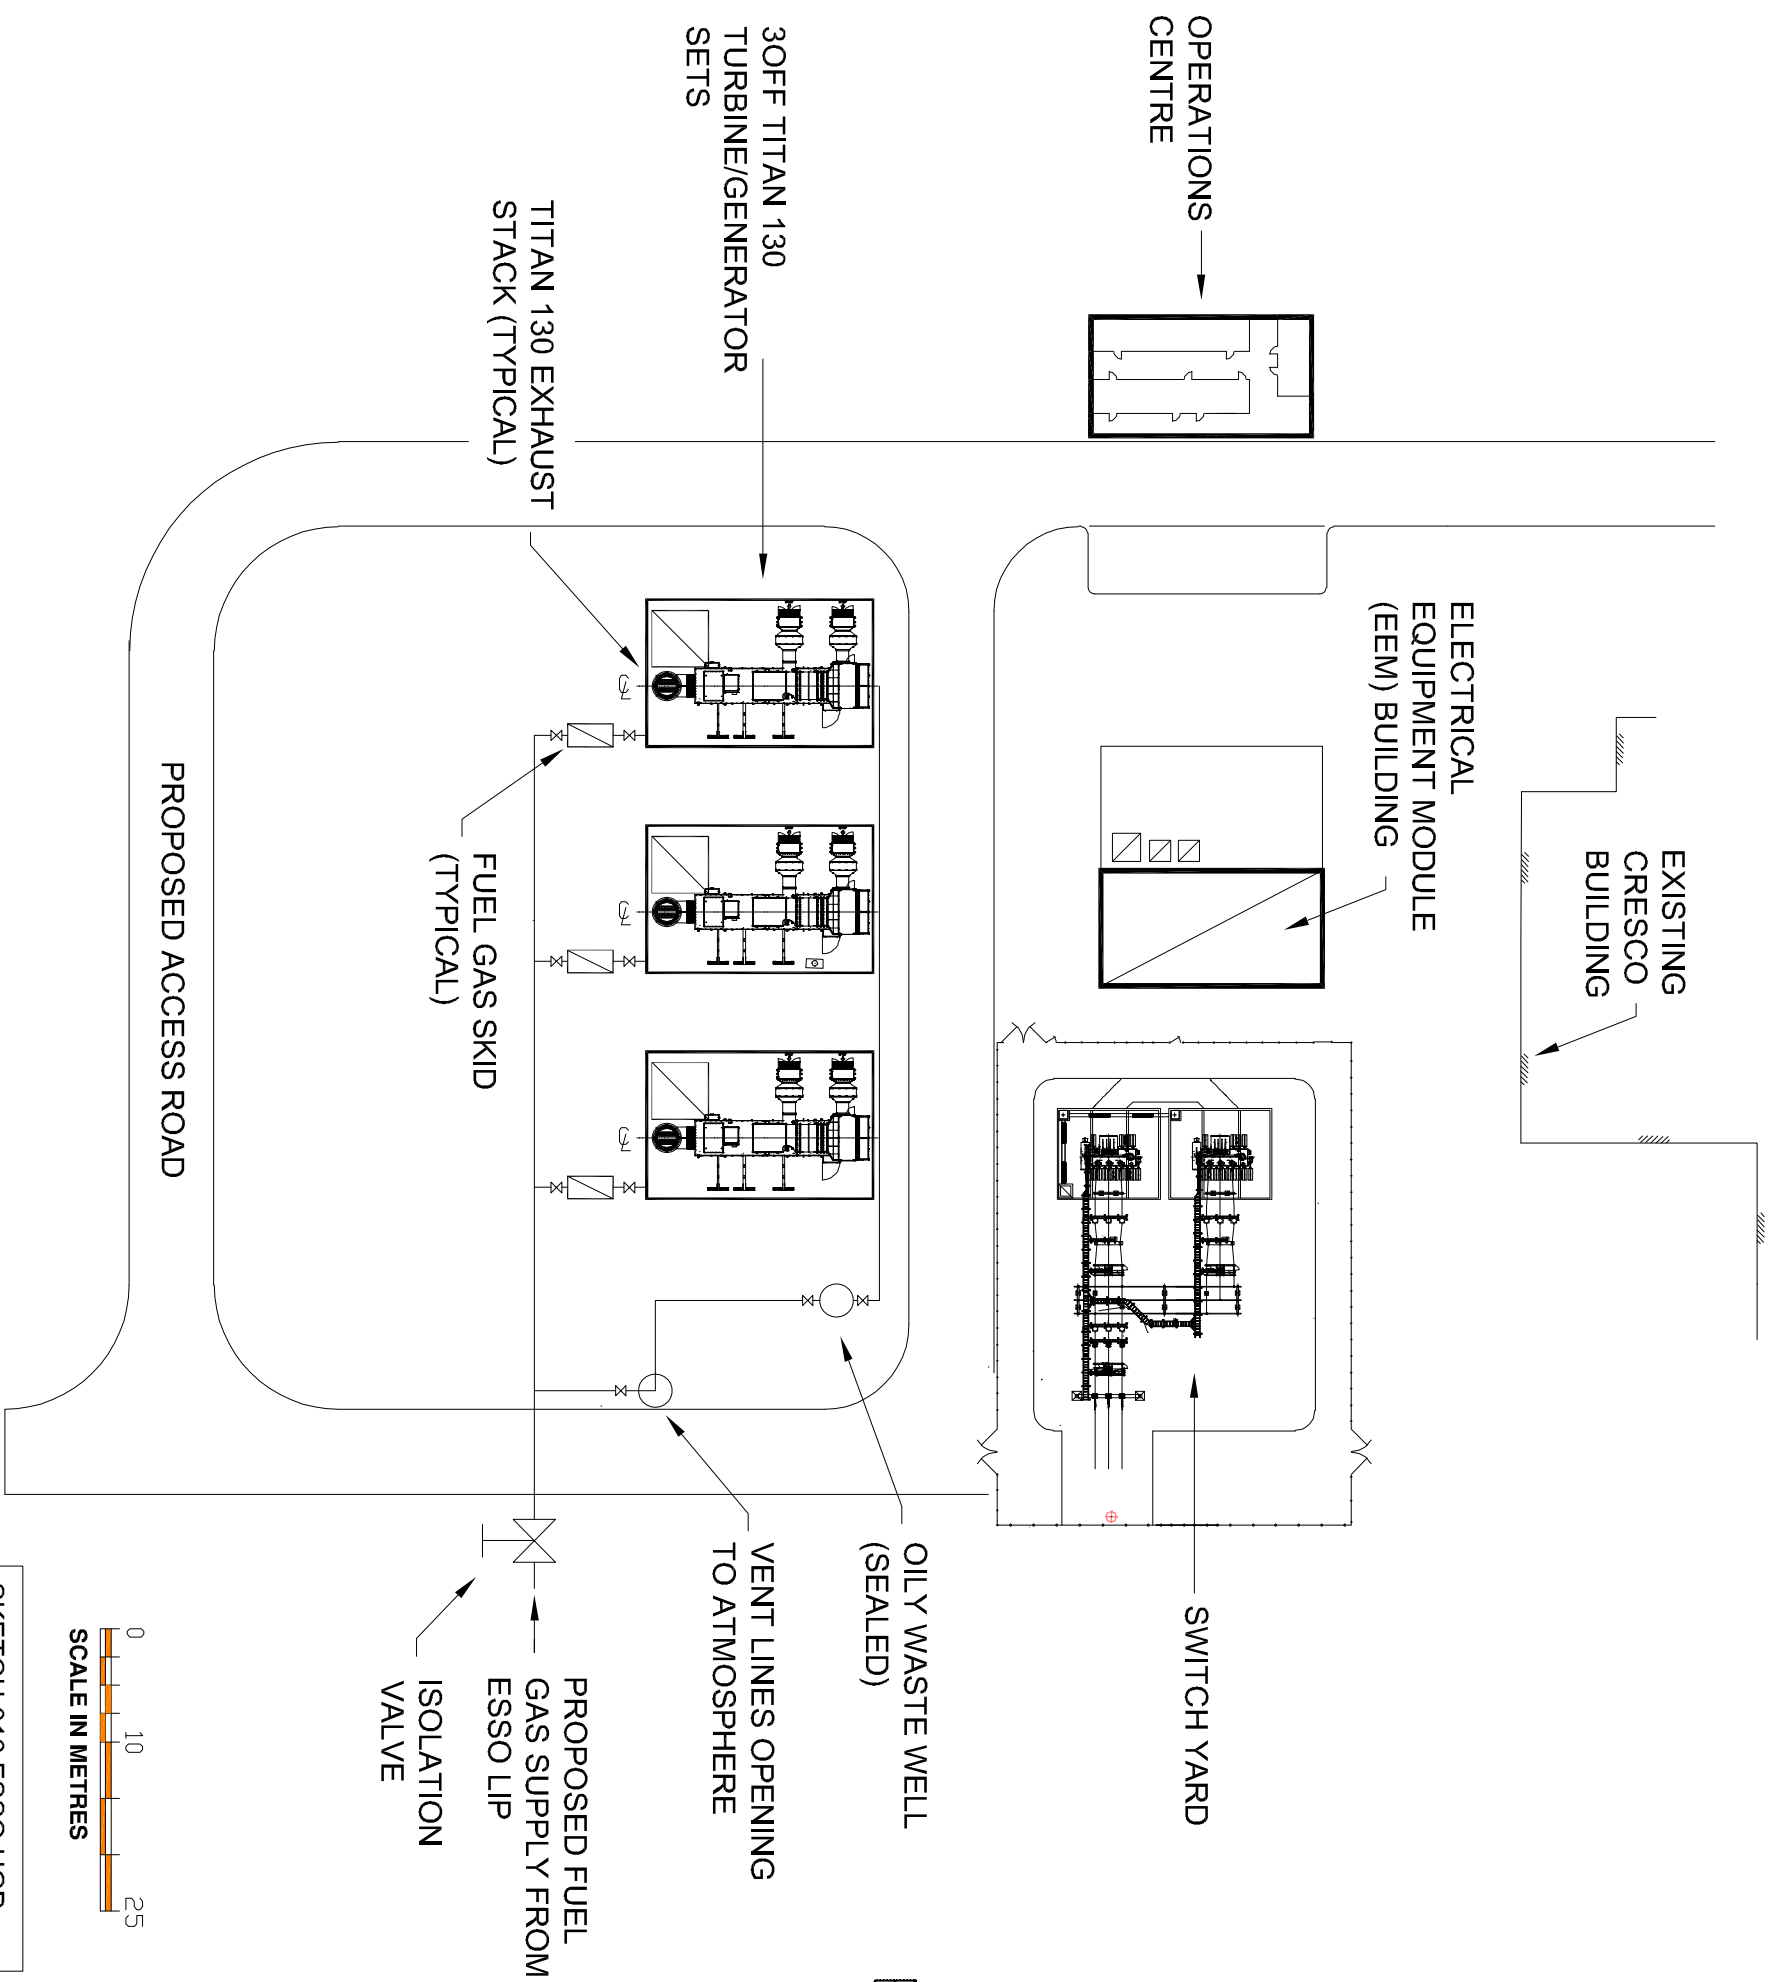 EXISTING
CRESCO
BUILDING
ELECTRICAL
EQUIPMENT MODULE
(EEM) BUILDING
OPERATIONS
CENTRE
SWITCH YARD
OILY WASTE WELL
(SEALED)
3OFF TITAN 130
TURBINE/GENERATOR
SETS
VENT LINES OPENING
TO ATMOSPHERE
PROPOSED FUEL
GAS SUPPLY FROM
ESSO LIP
TITAN 130 EXHAUST
STACK (TYPICAL)
FUEL GAS SKID
(TYPICAL)
ISOLATION
VALVE
PROPOSED ACCESS ROAD
0 10 25
SCALE IN METRES